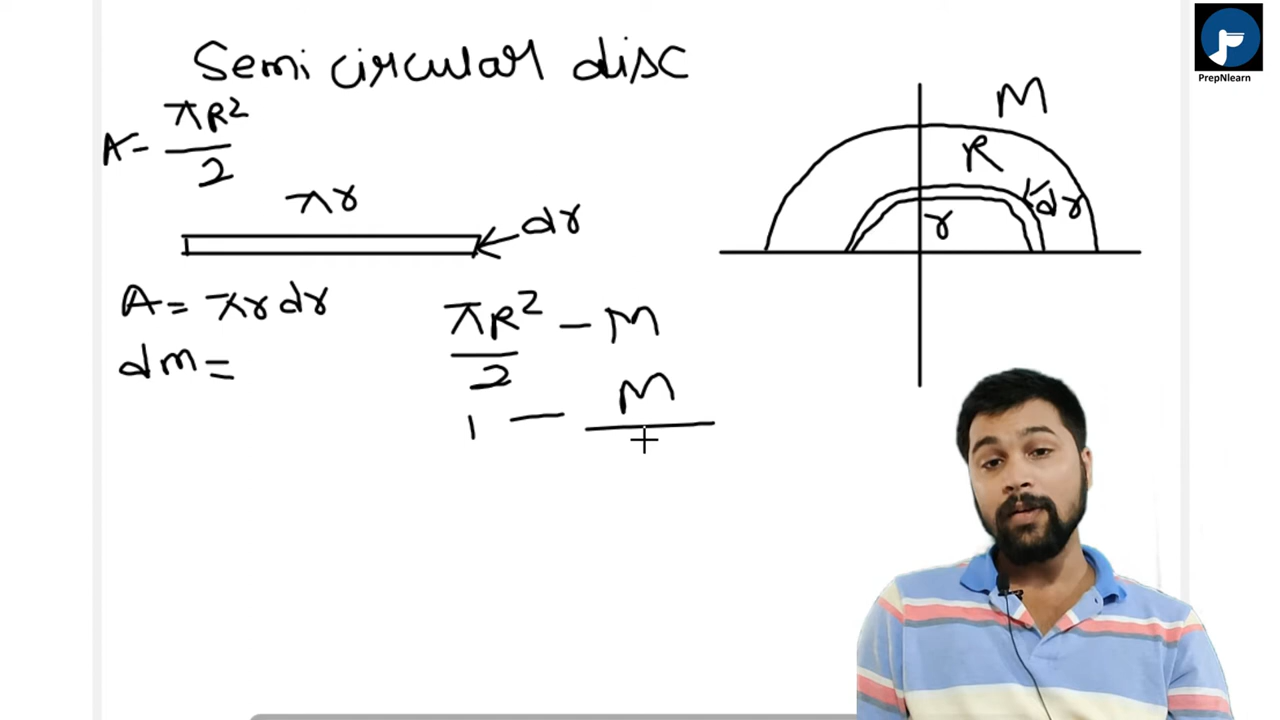 Semi circular disc
A = πR²/2
πr
dr
A = πr dr
dm =
πR²/2 - M
1 - M
M
R
dr
r
PrepNlearn